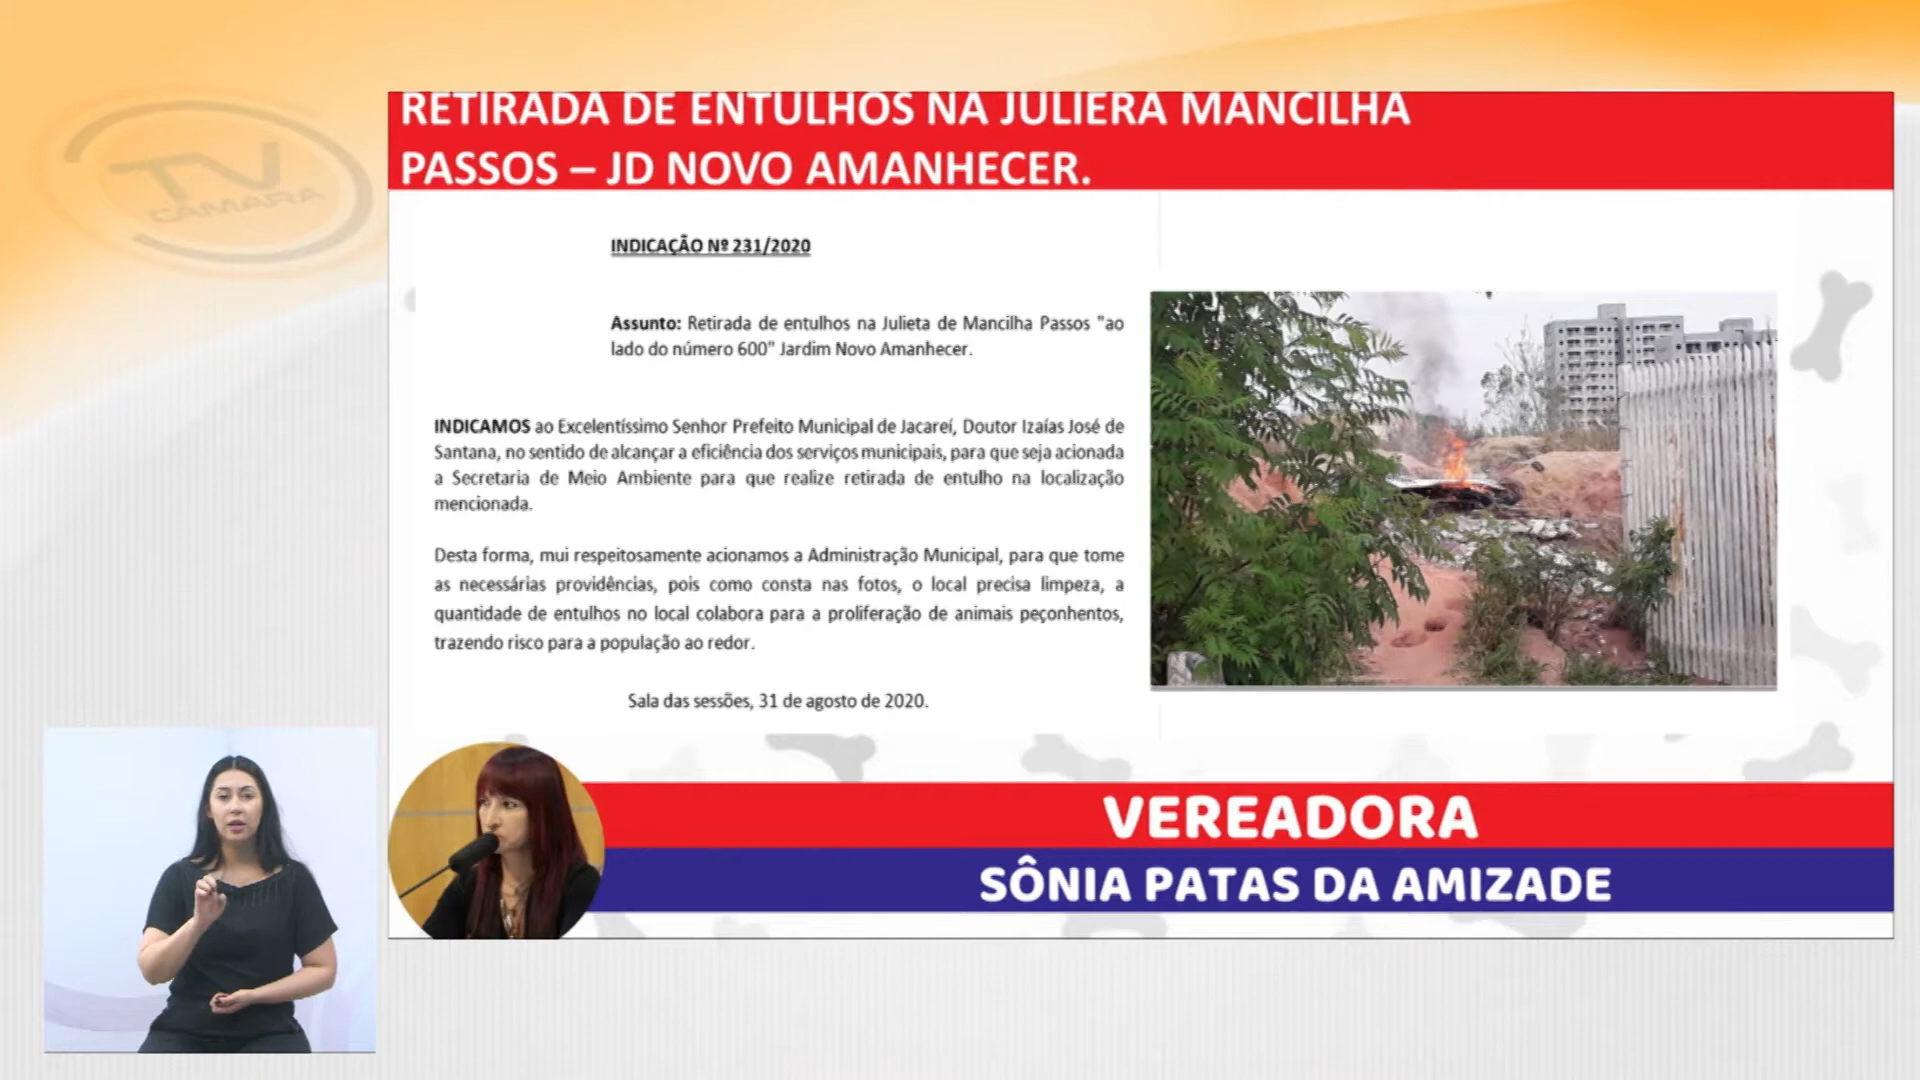 TV
CAMARA
RETIRADA DE ENTULHOS NA JULIERA MANCILHA
PASSOS – JD NOVO AMANHECER.
INDICAÇÃO Nº 231/2020
Assunto: Retirada de entulhos na Julieta de Mancilha Passos "ao
lado do número 600" Jardim Novo Amanhecer.
INDICAMOS ao Excelentíssimo Senhor Prefeito Municipal de Jacareí, Doutor Izaías José de
Santana, no sentido de alcançar a eficiência dos serviços municipais, para que seja acionada
a Secretaria de Meio Ambiente para que realize retirada de entulho na localização
mencionada.
Desta forma, mui respeitosamente acionamos a Administração Municipal, para que tome
as necessárias providências, pois como consta nas fotos, o local precisa limpeza, a
quantidade de entulhos no local colabora para a proliferação de animais peçonhentos,
trazendo risco para a população ao redor.
Sala das sessões, 31 de agosto de 2020.
VEREADORA
SÔNIA PATAS DA AMIZADE